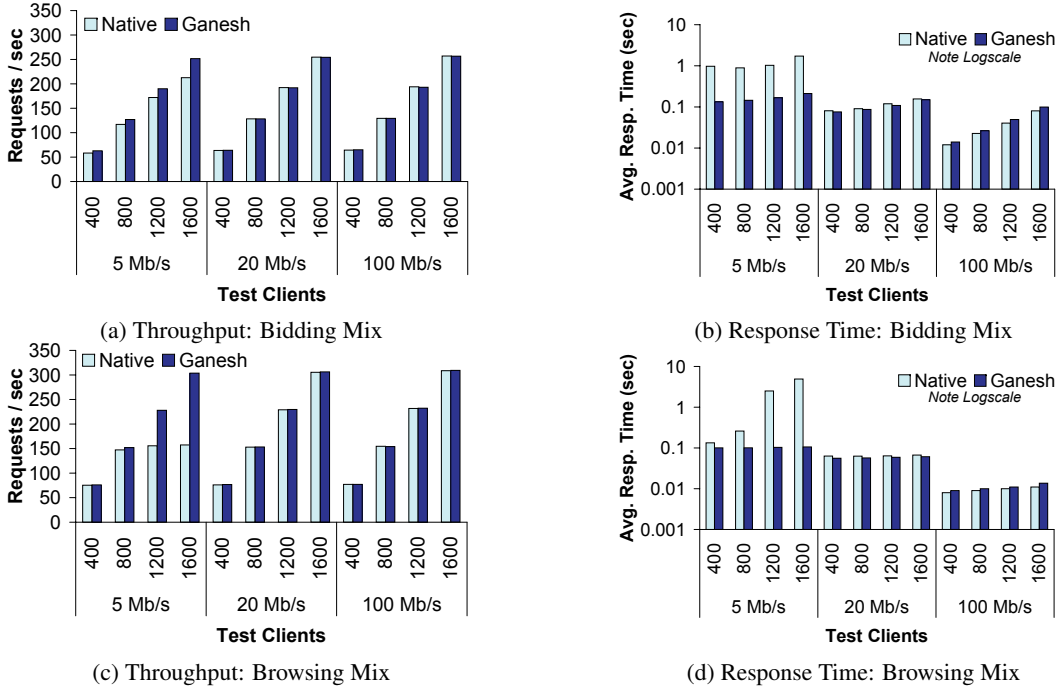 350
300
250
200
150
100
50
0
Requests / sec
Native Ganesh
400 800 1200 1600 400 800 1200 1600 400 800 1200 1600
5 Mb/s 20 Mb/s 100 Mb/s
Test Clients
(a) Throughput: Bidding Mix
10
1
0.1
0.01
0.001
Avg. Resp. Time (sec)
Native Ganesh
Note Logscale
400 800 1200 1600 400 800 1200 1600 400 800 1200 1600
5 Mb/s 20 Mb/s 100 Mb/s
Test Clients
(b) Response Time: Bidding Mix
350
300
250
200
150
100
50
0
Requests / sec
Native Ganesh
400 800 1200 1600 400 800 1200 1600 400 800 1200 1600
5 Mb/s 20 Mb/s 100 Mb/s
Test Clients
(c) Throughput: Browsing Mix
10
1
0.1
0.01
0.001
Avg. Resp. Time (sec)
Native Ganesh
Note Logscale
400 800 1200 1600 400 800 1200 1600 400 800 1200 1600
5 Mb/s 20 Mb/s 100 Mb/s
Test Clients
(d) Response Time: Browsing Mix